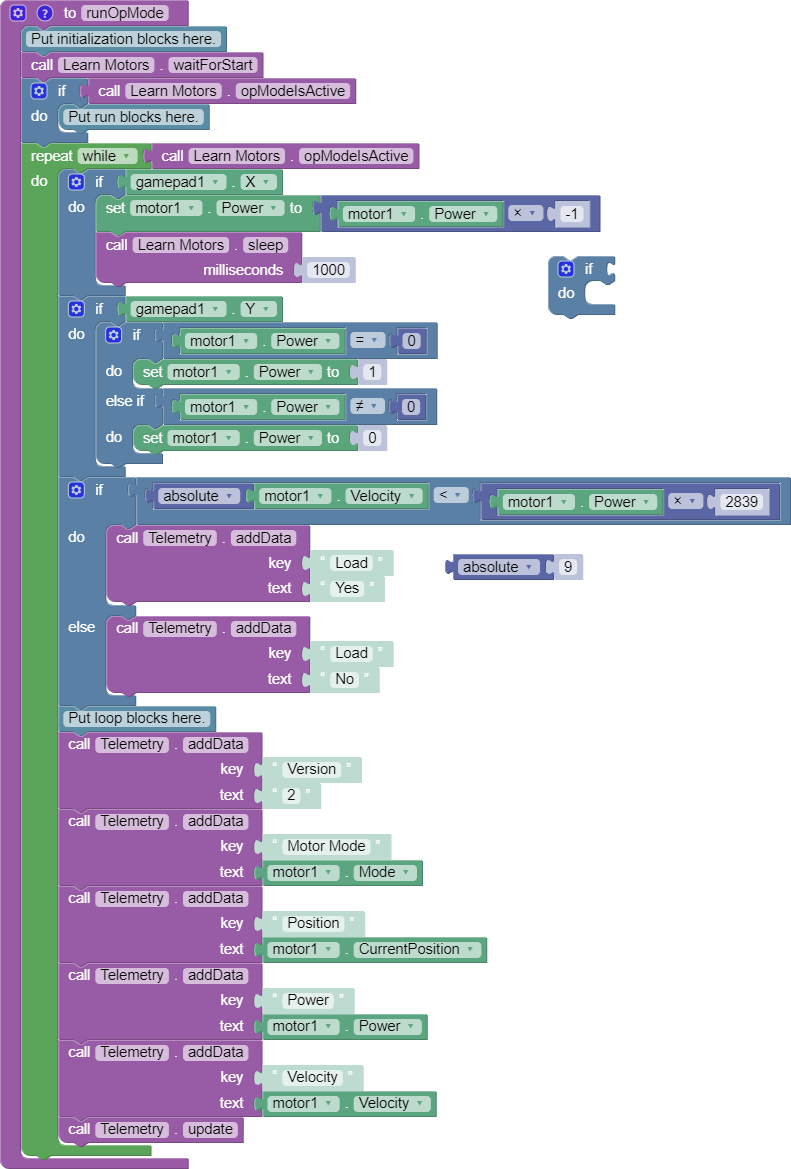 ? to runOpMode
Put initialization blocks here.
call Learn Motors . waitForStart
if call Learn Motors . opModeIsActive
do Put run blocks here.
repeat while call Learn Motors . opModeIsActive
do if gamepad1 . X
do set motor1 . Power to motor1 . Power × -1
call Learn Motors . sleep
milliseconds 1000
if
do
if gamepad1 . Y
do if motor1 . Power = 0
do set motor1 . Power to 1
else if motor1 . Power ≠ 0
do set motor1 . Power to 0
if absolute motor1 . Velocity < motor1 . Power × 2839
do call Telemetry . addData
key “ Load ”
text “ Yes ”
absolute 9
else call Telemetry . addData
key “ Load ”
text “ No ”
Put loop blocks here.
call Telemetry . addData
key “ Version ”
text “ 2 ”
call Telemetry . addData
key “ Motor Mode ”
text motor1 . Mode
call Telemetry . addData
key “ Position ”
text motor1 . CurrentPosition
call Telemetry . addData
key “ Power ”
text motor1 . Power
call Telemetry . addData
key “ Velocity ”
text motor1 . Velocity
call Telemetry . update